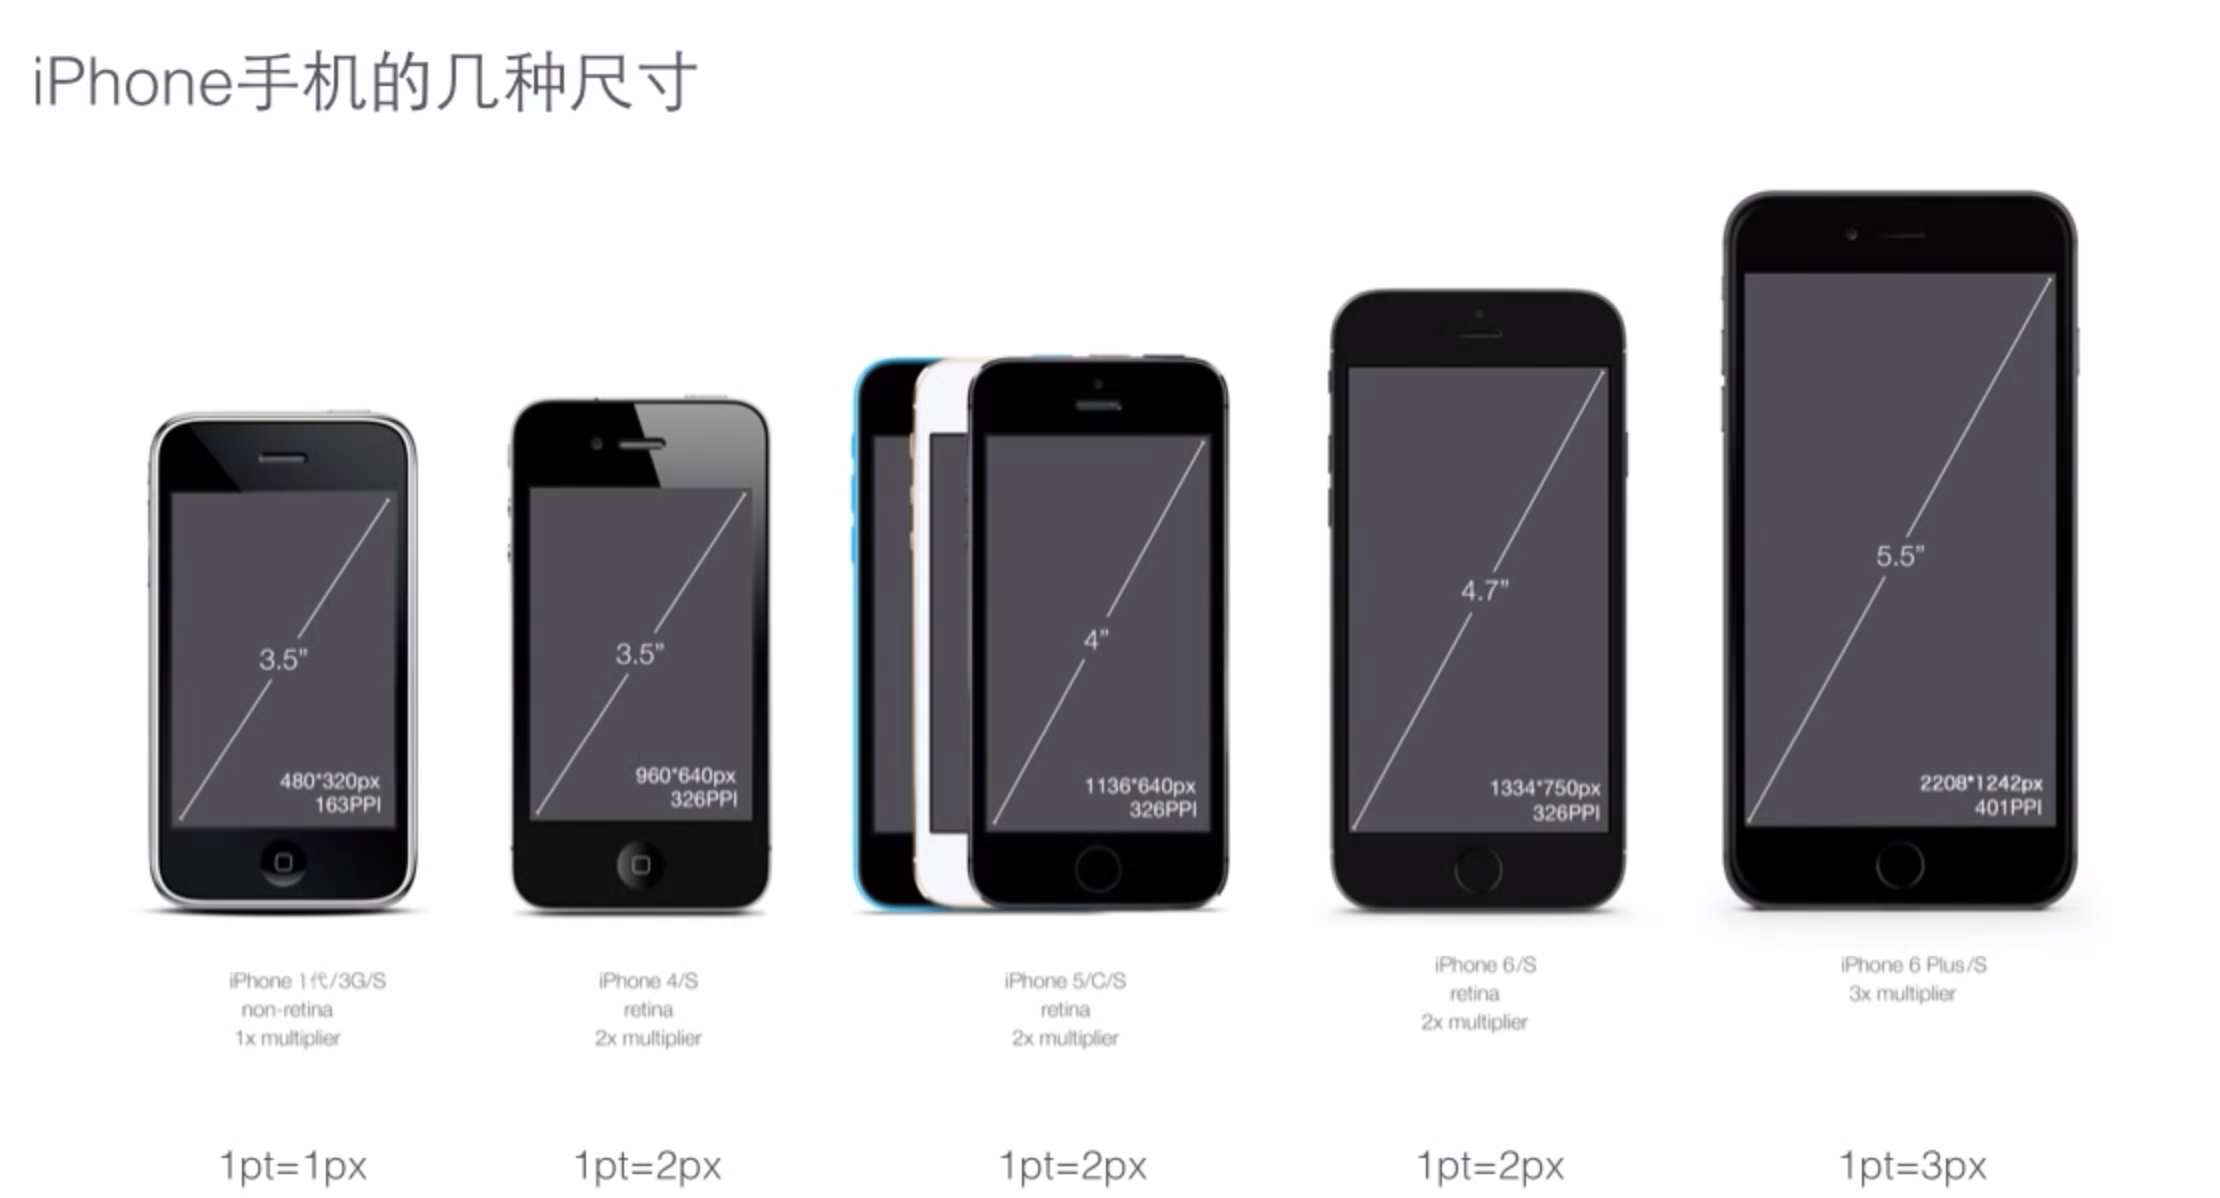 iPhone手机的几种尺寸
3.5”
480*320px
163PPI
3.5”
960*640px
326PPI
4”
1136*640px
326PPI
4.7”
1334*750px
326PPI
5.5”
2208*1242px
401PPI
iPhone 1代/3G/S
non-retina
1x multiplier
iPhone 4/S
retina
2x multiplier
iPhone 5/C/S
retina
2x multiplier
iPhone 6/S
retina
2x multiplier
iPhone 6 Plus/S
3x multiplier
1pt=1px
1pt=2px
1pt=2px
1pt=2px
1pt=3px